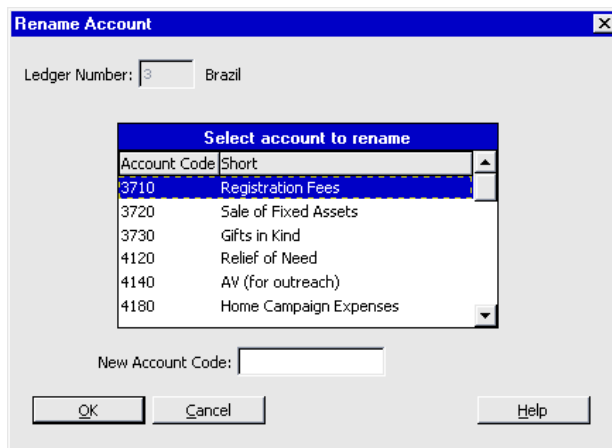 Rename Account
Ledger Number: 3 Brazil
Select account to rename
Account Code Short
3710 Registration Fees
3720 Sale of Fixed Assets
3730 Gifts in Kind
4120 Relief of Need
4140 AV (for outreach)
4180 Home Campaign Expenses
New Account Code:
OK Cancel Help